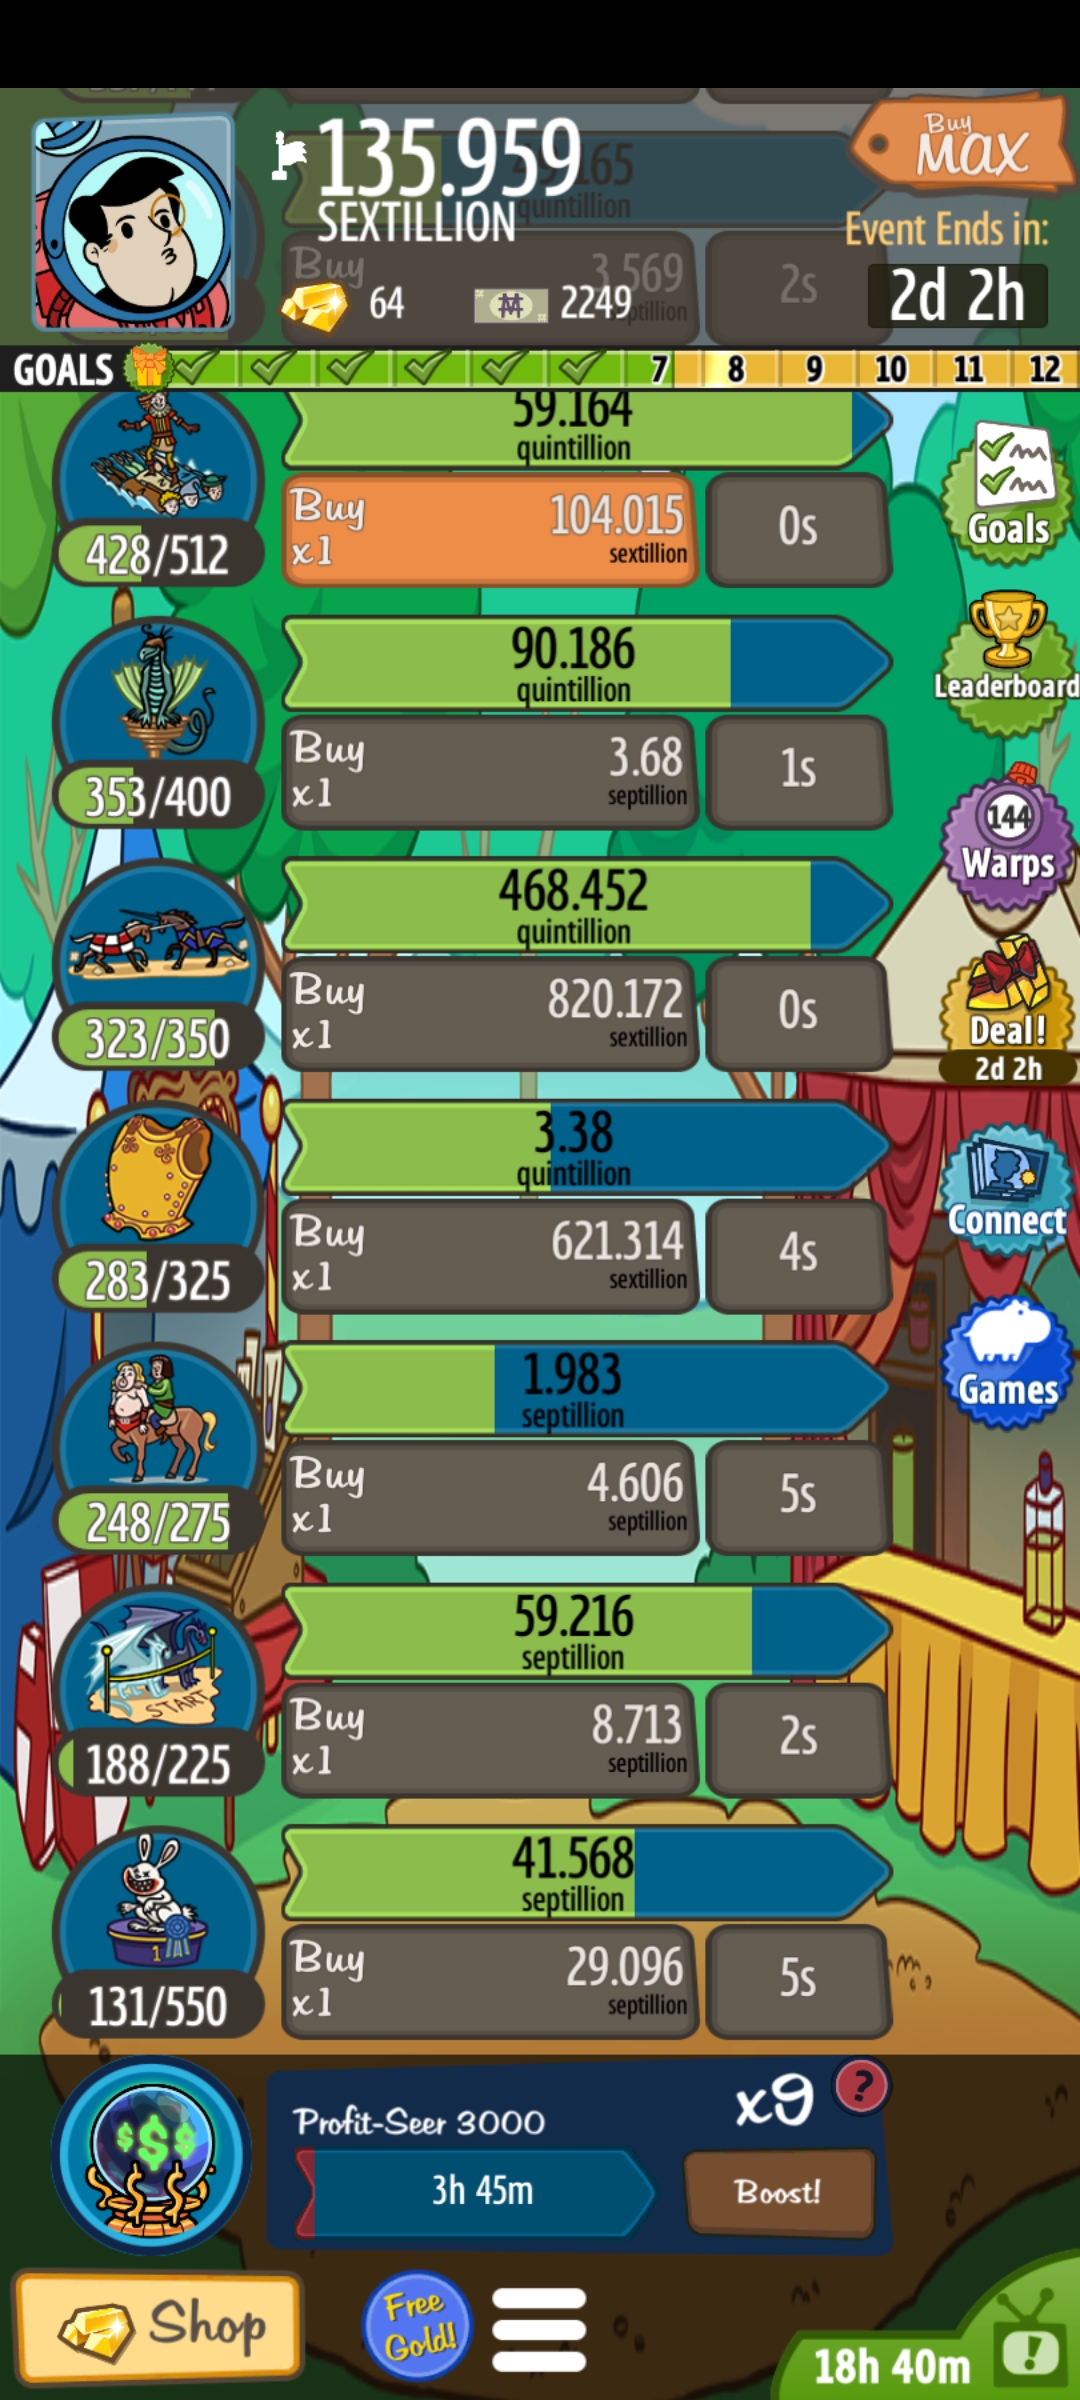 135.959
SEXTILLION
Buy
MAX
quintillion
Event Ends in:
2d 2h
Buy
3.569
2s
64
2249
GOALS
7
8
9
10
11
12
59.164
quintillion
428/512
Buy
x1
104.015
sextillion
0s
Goals
90.186
quintillion
353/400
Buy
x1
3.68
septillion
1s
Leaderboard
144
Warps
468.452
quintillion
323/350
Buy
x1
820.172
sextillion
0s
Deal!
2d 2h
3.38
quintillion
283/325
Buy
x1
621.314
sextillion
4s
Connect
1.983
septillion
248/275
Buy
x1
4.606
septillion
5s
Games
59.216
septillion
START
188/225
Buy
x1
8.713
septillion
2s
41.568
septillion
1
131/550
Buy
x1
29.096
septillion
5s
$$$
Profit-Seer 3000
x9
?
3h 45m
Boost!
Shop
Free
Gold!
18h 40m
!